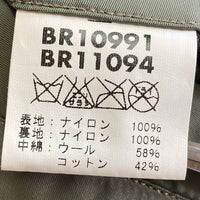 BR10991
BR11094
表地：ナイロン 100%
裏地：ナイロン 100%
中綿：ウール 58%
コットン 42%